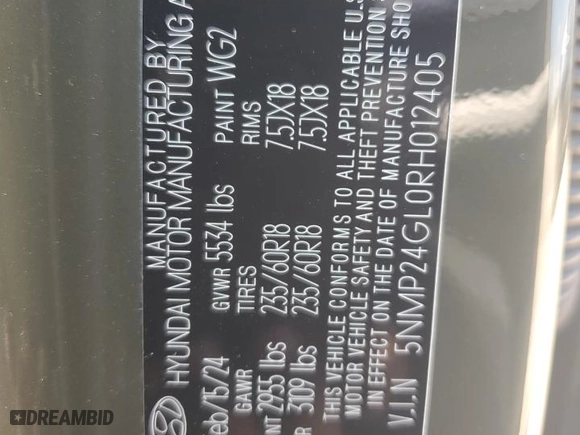 MANUFACTURED BY
HYUNDAI MOTOR MANUFACTURING A
eb/15/24 GVWR 5534 lbs PAINT WG2
GAWR TIRES RIMS
NT 2955 lbs 235/60R18 7.5JX18
R 3109 lbs 235/60R18 7.5JX18
THIS VEHICLE CONFORMS TO ALL APPLICABLE U.S
MOTOR VEHICLE SAFETY AND THEFT PREVENTION
IN EFFECT ON THE DATE OF MANUFACTURE SHO
V.I.N 5NMP24GL0RH012405
DREAMBID